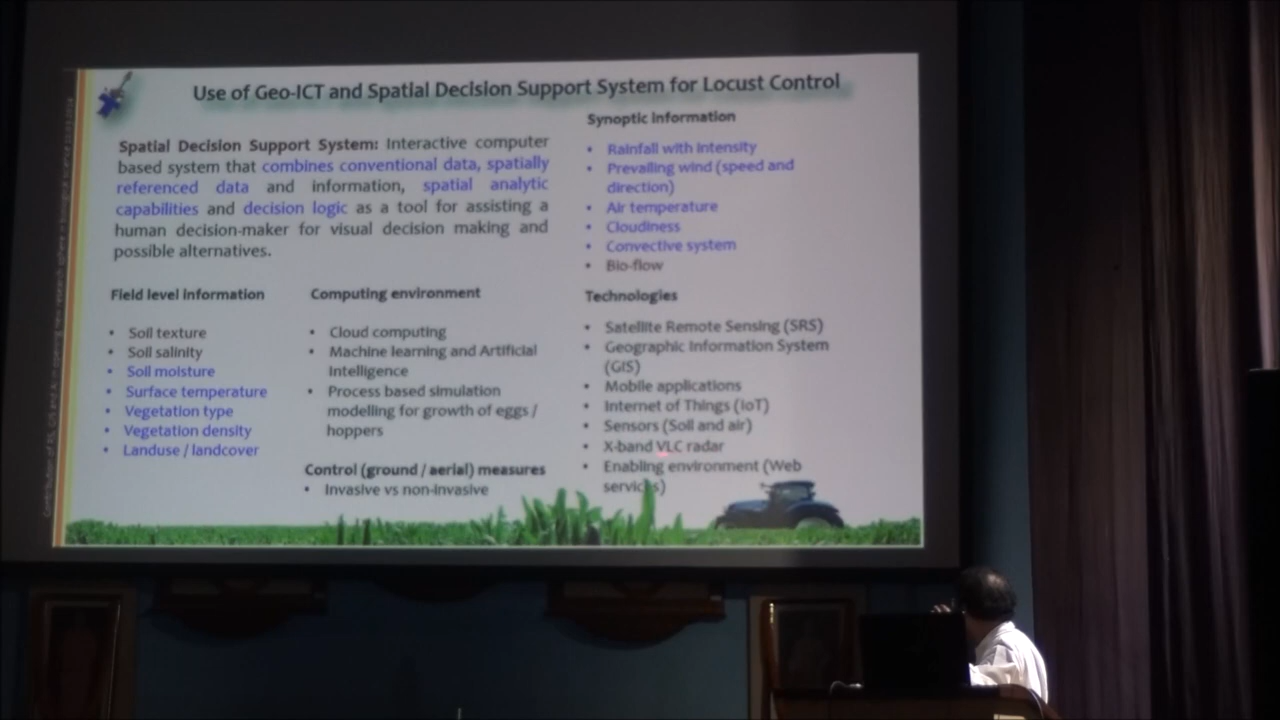 Use of Geo-ICT and Spatial Decision Support System for Locust Control
Spatial Decision Support System: Interactive computer
based system that combines conventional data, spatially
referenced data and information, spatial analytic
capabilities and decision logic as a tool for assisting a
human decision-maker for visual decision making and
possible alternatives.
Field level information
• Soil texture
• Soil salinity
• Soil moisture
• Surface temperature
• Vegetation type
• Vegetation density
• Landuse / landcover
Computing environment
• Cloud computing
• Machine learning and Artificial
Intelligence
• Process based simulation
modelling for growth of eggs /
hoppers
Control (ground / aerial) measures
• Invasive vs non-invasive
Synoptic information
• Rainfall with intensity
• Prevailing wind (speed and
direction)
• Air temperature
• Cloudiness
• Convective system
• Bio-flow
Technologies
• Satellite Remote Sensing (SRS)
• Geographic Information System
(GIS)
• Mobile applications
• Internet of Things (IoT)
• Sensors (Soil and air)
• X-band VLC radar
• Enabling environment (Web
services)